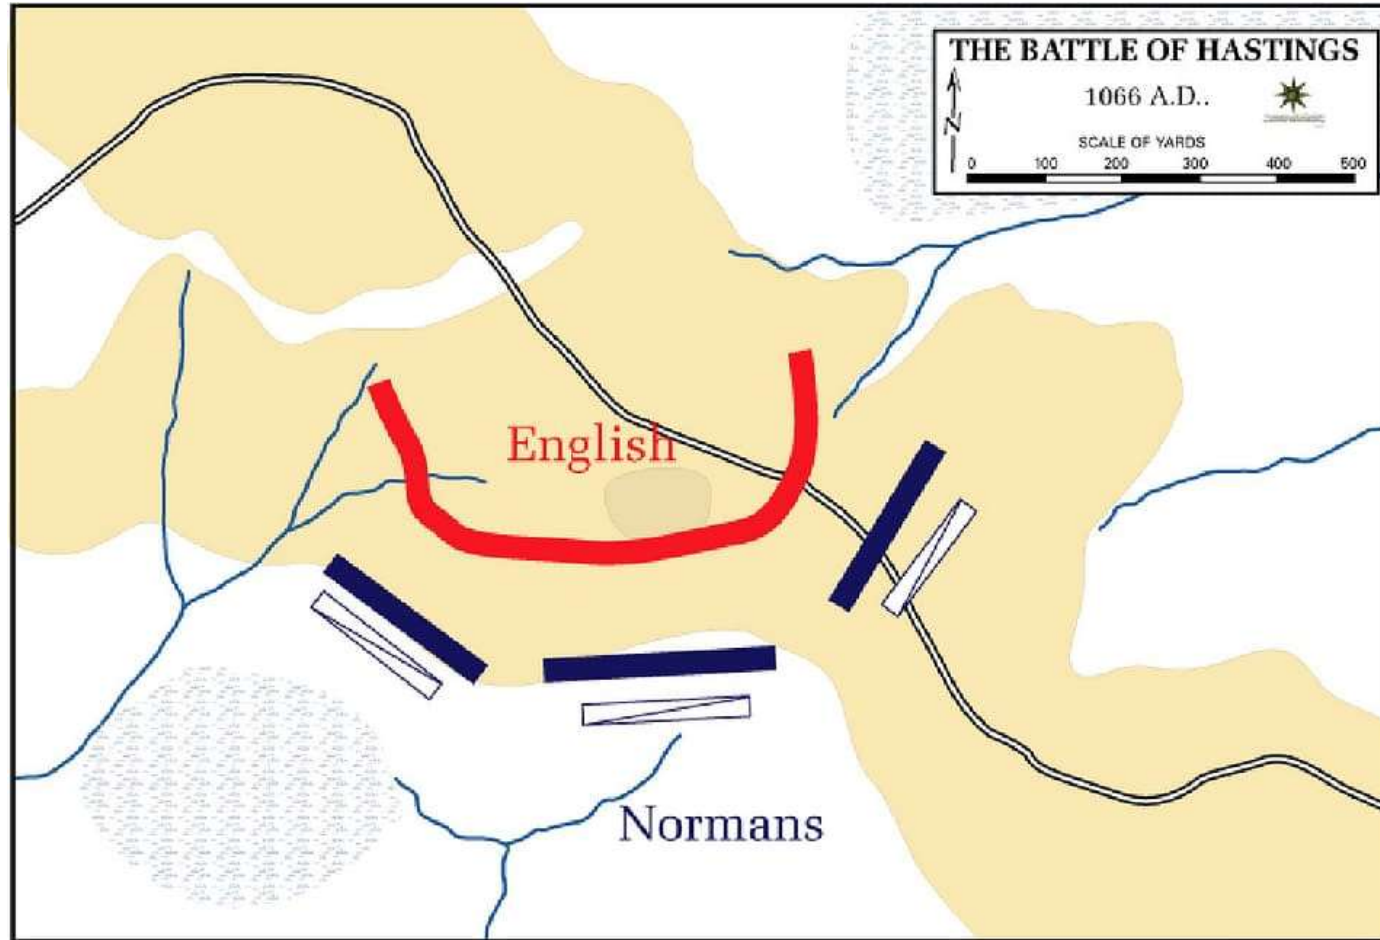 THE BATTLE OF HASTINGS
1066 A.D..
N
SCALE OF YARDS
0 100 200 300 400 500
English
Normans